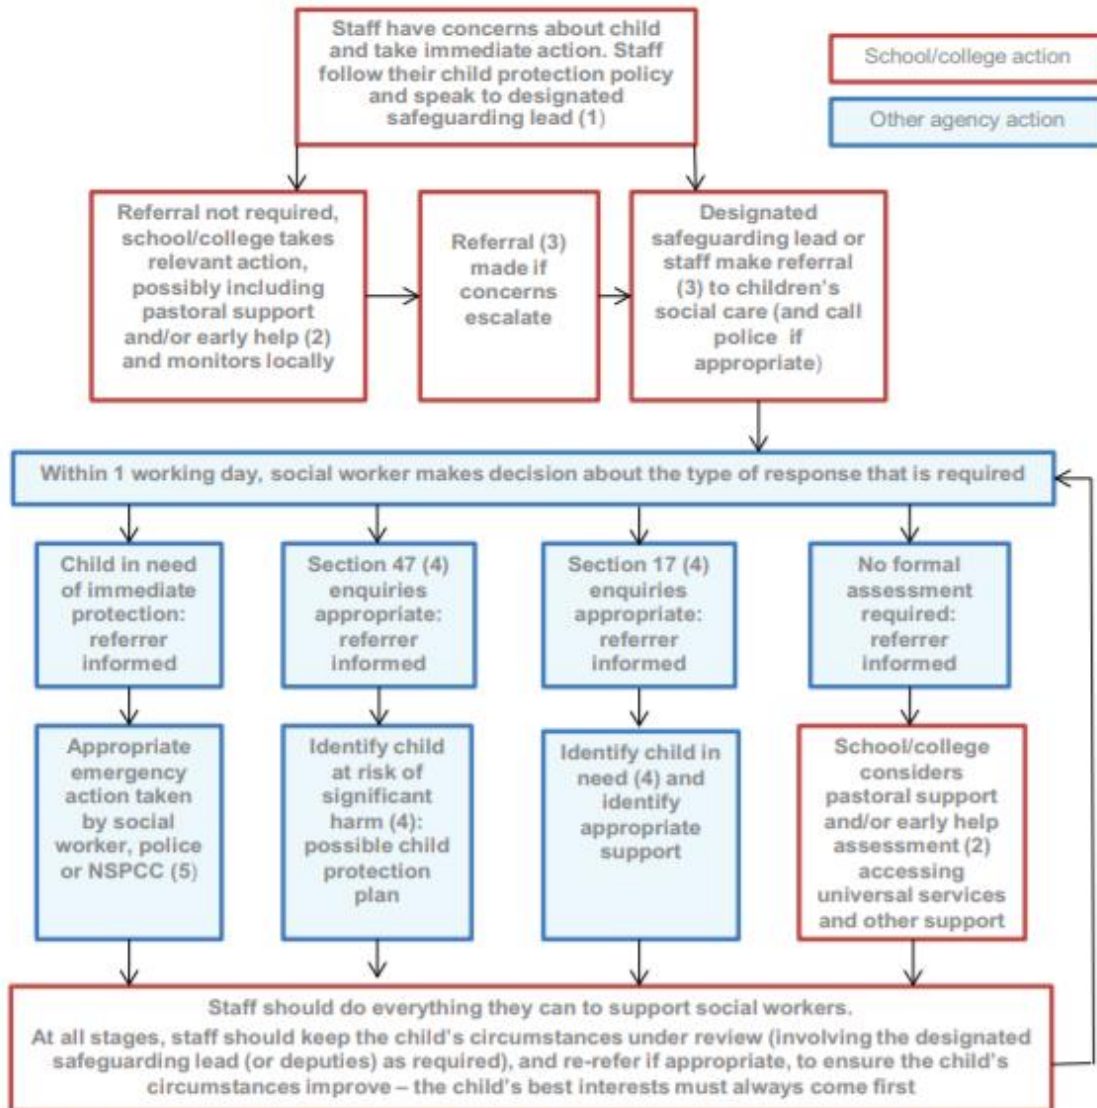 Staff have concerns about child
and take immediate action. Staff
follow their child protection policy
and speak to designated
safeguarding lead (1)
School/college action
Other agency action
Referral not required,
school/college takes
relevant action,
possibly including
pastoral support
and/or early help (2)
and monitors locally
Referral (3)
made if
concerns
escalate
Designated
safeguarding lead or
staff make referral
(3) to children's
social care (and call
police if
appropriate)
Within 1 working day, social worker makes decision about the type of response that is required
Child in need
of immediate
protection:
referrer
informed
Section 47 (4)
enquiries
appropriate:
referrer
informed
Section 17 (4)
enquiries
appropriate:
referrer
informed
No formal
assessment
required:
referrer
informed
Appropriate
emergency
action taken
by social
worker, police
or NSPCC (5)
Identify child
at risk of
significant
harm (4):
possible child
protection
plan
Identify child in
need (4) and
identify
appropriate
support
School/college
considers
pastoral support
and/or early help
assessment (2)
accessing
universal services
and other support
Staff should do everything they can to support social workers.
At all stages, staff should keep the child's circumstances under review (involving the designated
safeguarding lead (or deputies) as required), and re-refer if appropriate, to ensure the child's
circumstances improve – the child's best interests must always come first